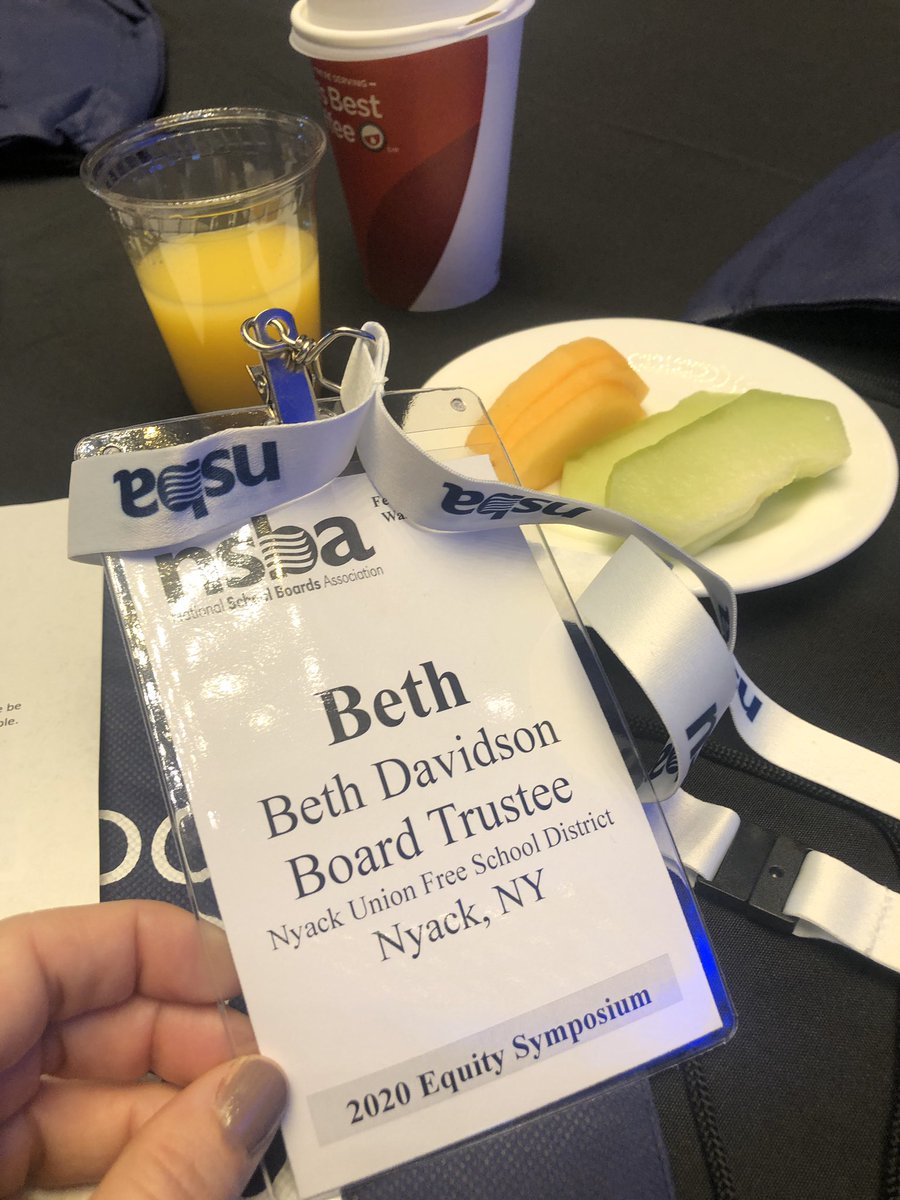 Best
nsba
nsba
nsba
National School Boards Association
Beth
Beth Davidson
Board Trustee
Nyack Union Free School District
Nyack, NY
2020 Equity Symposium
be